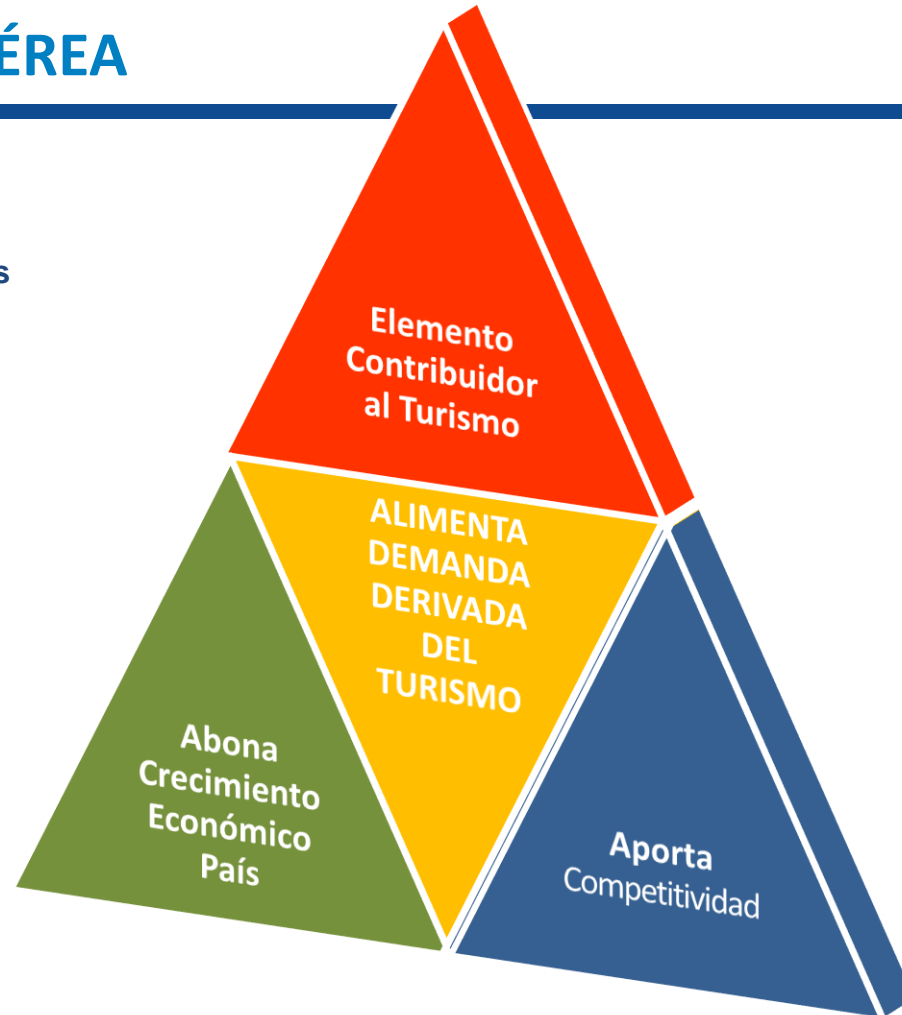 ÉREA
s
Elemento
Contribuidor
al Turismo
ALIMENTA
DEMANDA
DERIVADA
DEL
TURISMO
Abona
Crecimiento
Económico
País
Aporta
Competitividad